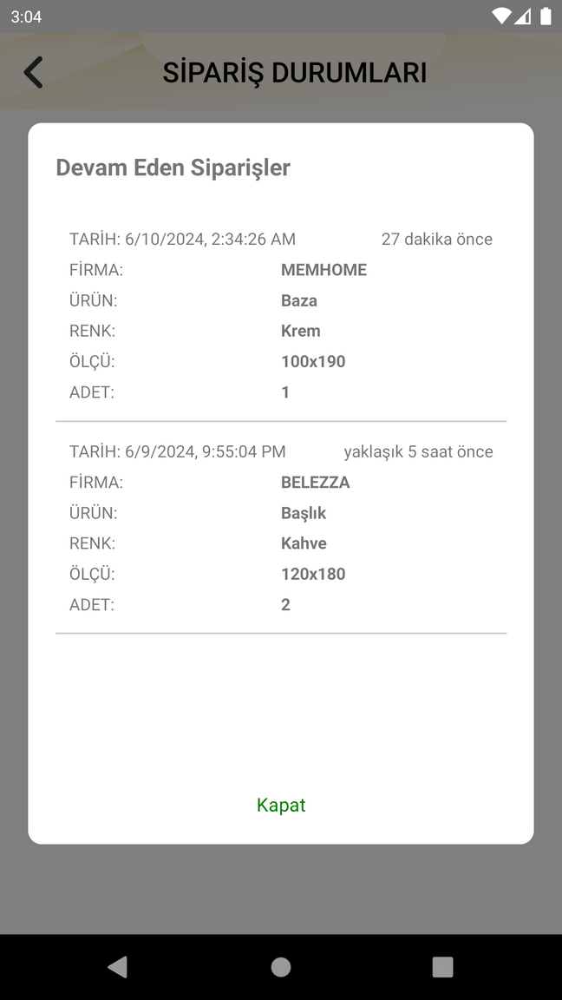 3:04
SİPARİŞ DURUMLARI
Devam Eden Siparişler
TARİH: 6/10/2024, 2:34:26 AM 27 dakika önce
FİRMA: MEMHOME
ÜRÜN: Baza
RENK: Krem
ÖLÇÜ: 100x190
ADET: 1
TARİH: 6/9/2024, 9:55:04 PM yaklaşık 5 saat önce
FİRMA: BELEZZA
ÜRÜN: Başlık
RENK: Kahve
ÖLÇÜ: 120x180
ADET: 2
Kapat